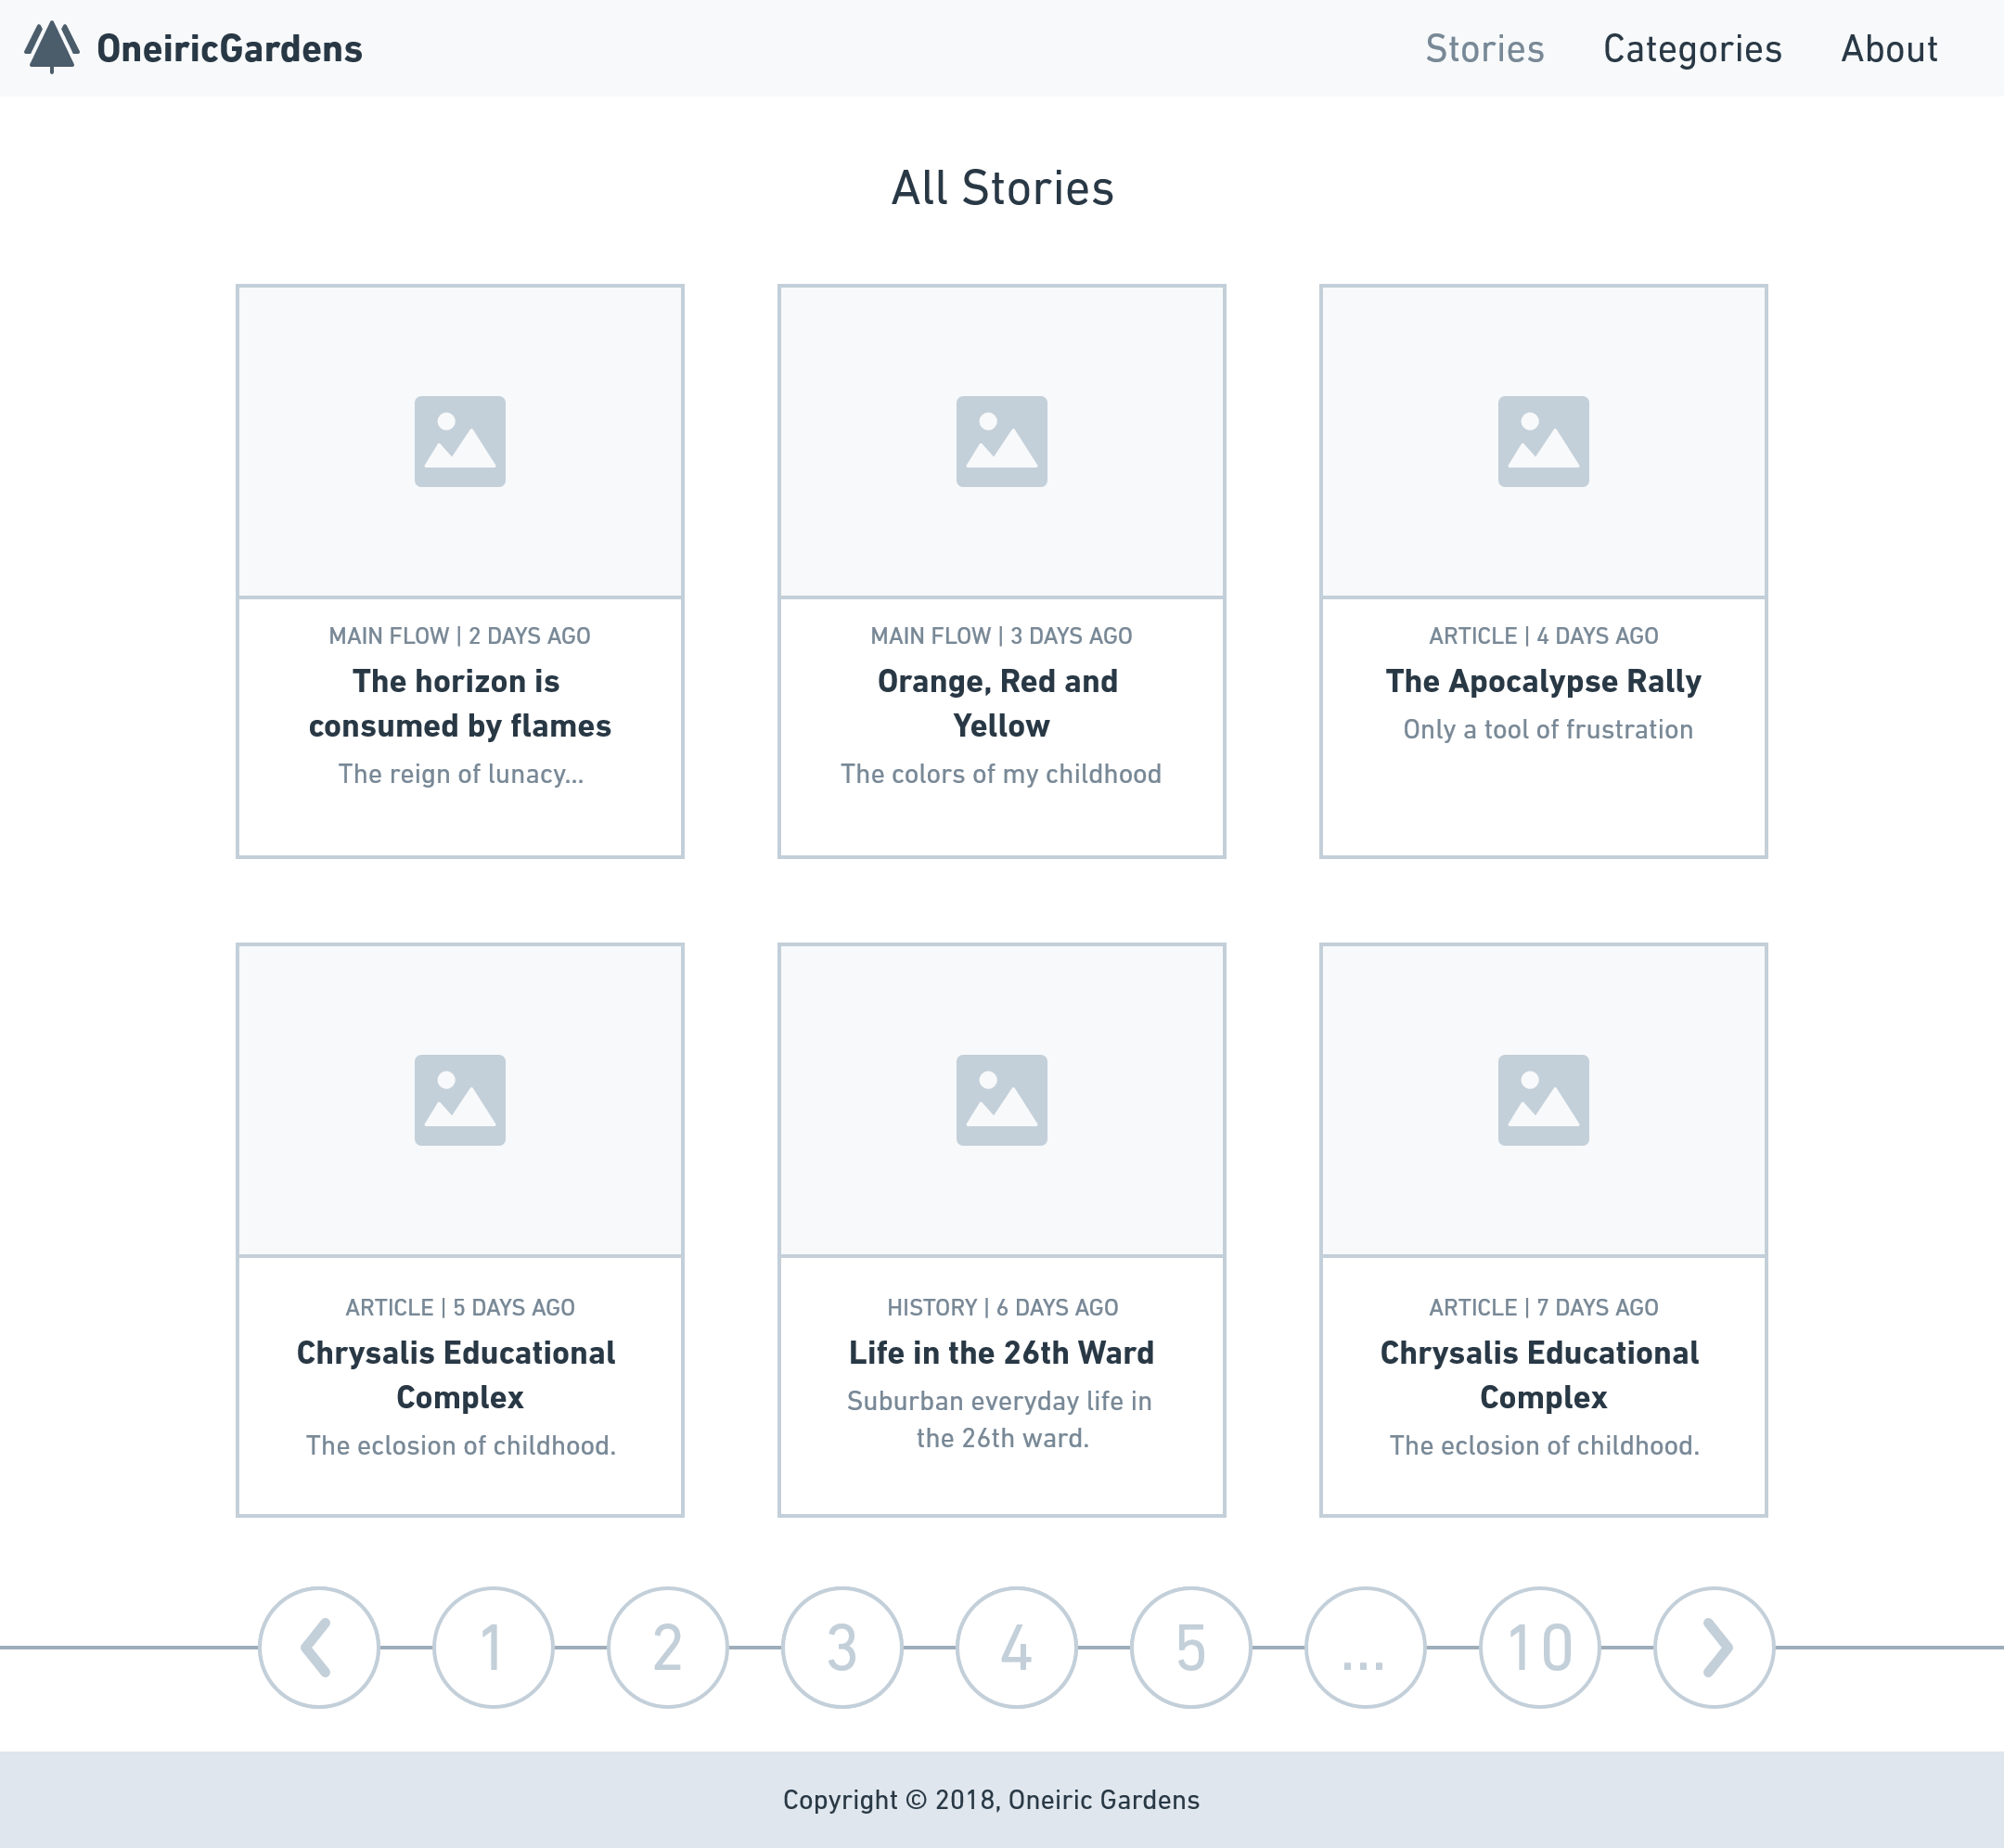 OneiricGardens
Stories
Categories
About
All Stories
MAIN FLOW | 2 DAYS AGO
The horizon is
consumed by flames
The reign of lunacy...
MAIN FLOW | 3 DAYS AGO
Orange, Red and
Yellow
The colors of my childhood
ARTICLE | 4 DAYS AGO
The Apocalypse Rally
Only a tool of frustration
ARTICLE | 5 DAYS AGO
Chrysalis Educational
Complex
The eclosion of childhood.
HISTORY | 6 DAYS AGO
Life in the 26th Ward
Suburban everyday life in
the 26th ward.
ARTICLE | 7 DAYS AGO
Chrysalis Educational
Complex
The eclosion of childhood.
1 2 3 4 5 ... 10
Copyright © 2018, Oneiric Gardens